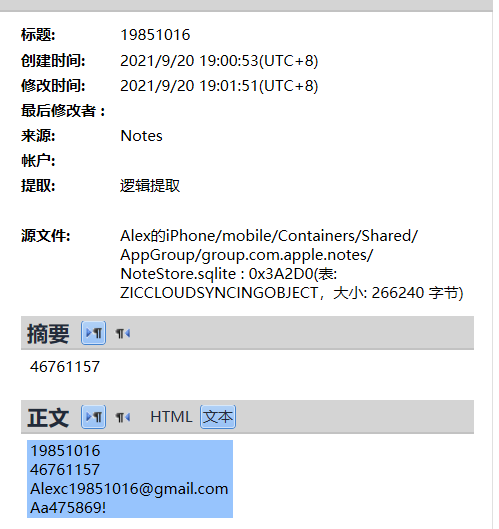 标题: 19851016
创建时间: 2021/9/20 19:00:53(UTC+8)
修改时间: 2021/9/20 19:01:51(UTC+8)
最后修改者：
来源: Notes
帐户:
提取: 逻辑提取
源文件: Alex的iPhone/mobile/Containers/Shared/
AppGroup/group.com.apple.notes/
NoteStore.sqlite : 0x3A2D0(表:
ZICCLOUDSYNCINGOBJECT，大小: 266240 字节)
摘要
46761157
正文 HTML 文本
19851016
46761157
Alexc19851016@gmail.com
Aa475869!